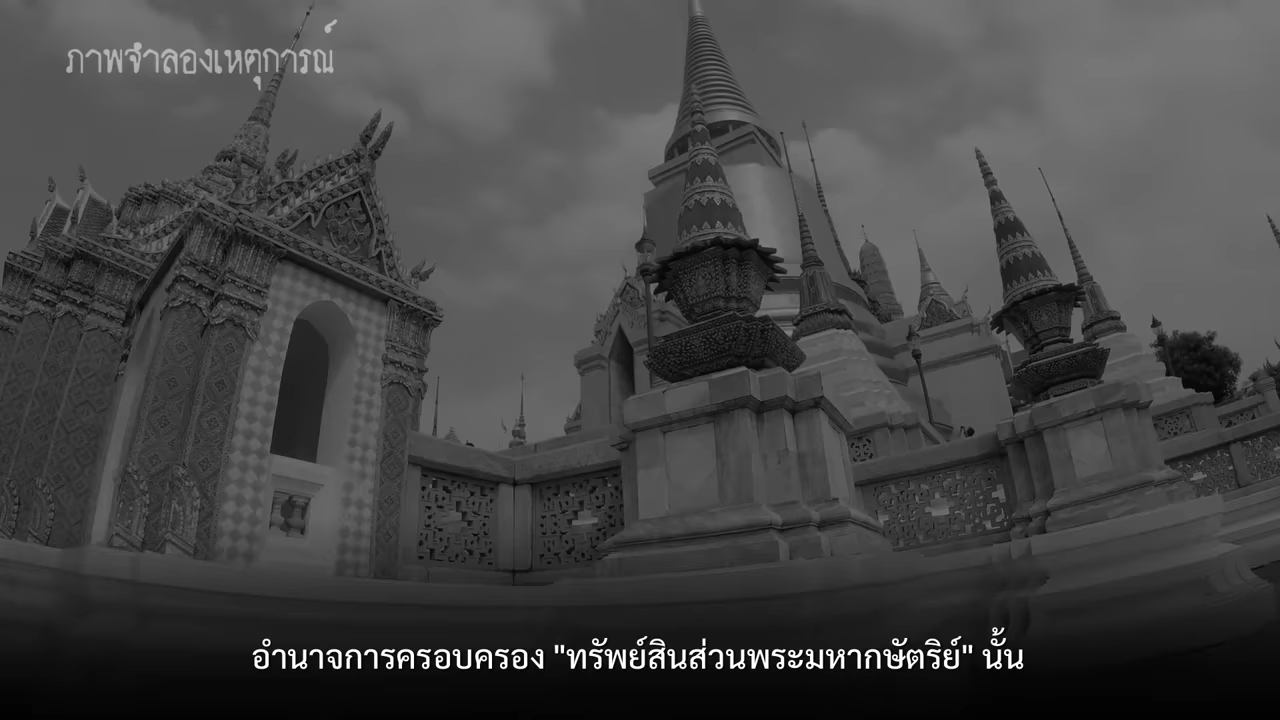 ภาพจำลองเหตุการณ์
อำนาจการครอบครอง "ทรัพย์สินส่วนพระมหากษัตริย์" นั้น